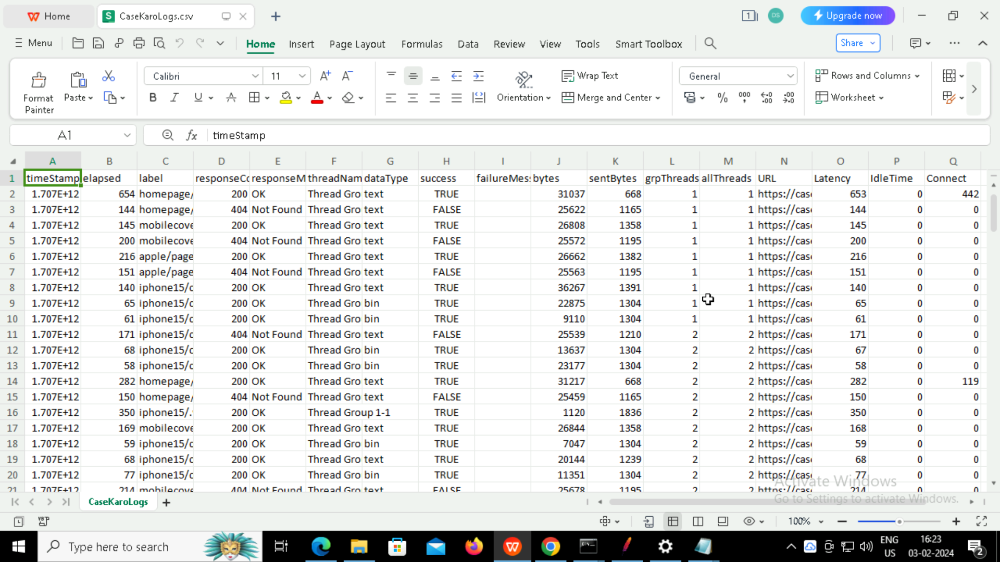 Home
CaseKaroLogs.csv
DS
Upgrade now
Menu
Home Insert Page Layout Formulas Data Review View Tools Smart Toolbox
Share
Format Painter
Paste
Calibri
11
Wrap Text
Orientation
Merge and Center
General
Rows and Columns
Worksheet
A1
timeStamp
A B C D E F G H I J K L M N O P Q
1 timeStamp elapsed label responseCo responseM threadNam dataType success failureMes: bytes sentBytes grpThreads allThreads URL Latency IdleTime Connect
2 1.707E+12 654 homepage/ 200 OK Thread Gro text TRUE 31037 668 1 1 https://cas 653 0 442
3 1.707E+12 144 homepage/ 404 Not Found Thread Gro text FALSE 25622 1165 1 1 https://cas 144 0 0
4 1.707E+12 145 mobilecove 200 OK Thread Gro text TRUE 26808 1358 1 1 https://cas 145 0 0
5 1.707E+12 200 mobilecove 404 Not Found Thread Gro text FALSE 25572 1195 1 1 https://cas 200 0 0
6 1.707E+12 216 apple/page 200 OK Thread Gro text TRUE 26662 1382 1 1 https://cas 216 0 0
7 1.707E+12 151 apple/page 404 Not Found Thread Gro text FALSE 25563 1195 1 1 https://cas 151 0 0
8 1.707E+12 140 iphone15/c 200 OK Thread Gro text TRUE 36267 1391 1 1 https://cas 140 0 0
9 1.707E+12 65 iphone15/c 200 OK Thread Gro bin TRUE 22875 1304 1 1 https://cas 65 0 0
10 1.707E+12 61 iphone15/c 200 OK Thread Gro bin TRUE 9110 1304 1 1 https://cas 61 0 0
11 1.707E+12 171 iphone15/c 404 Not Found Thread Gro text FALSE 25539 1210 2 2 https://cas 171 0 0
12 1.707E+12 68 iphone15/c 200 OK Thread Gro bin TRUE 13637 1304 2 2 https://cas 67 0 0
13 1.707E+12 58 iphone15/c 200 OK Thread Gro bin TRUE 23177 1304 2 2 https://cas 58 0 0
14 1.707E+12 282 homepage/ 200 OK Thread Gro text TRUE 31217 668 2 2 https://cas 282 0 119
15 1.707E+12 150 homepage/ 404 Not Found Thread Gro text FALSE 25459 1165 2 2 https://cas 150 0 0
16 1.707E+12 350 iphone15/. 200 OK Thread Group 1-1 TRUE 1120 1836 2 2 https://cas 350 0 0
17 1.707E+12 169 mobilecove 200 OK Thread Gro text TRUE 26844 1358 2 2 https://cas 168 0 0
18 1.707E+12 59 iphone15/c 200 OK Thread Gro bin TRUE 7047 1304 2 2 https://cas 59 0 0
19 1.707E+12 68 iphone15/c 200 OK Thread Gro text TRUE 20144 1239 2 2 https://cas 68 0 0
20 1.707E+12 77 iphone15/c 200 OK Thread Gro bin TRUE 11351 1304 2 2 https://cas 77 0 0
21 1.707E+12 214 mobilecove 404 Not Found Thread Gro text FALSE 25678 1195 2 2 https://cas 214 0 0
Activate Windows
Go to Settings to activate Windows.
CaseKaroLogs
100%
Type here to search
ENG
US
16:23
03-02-2024
2